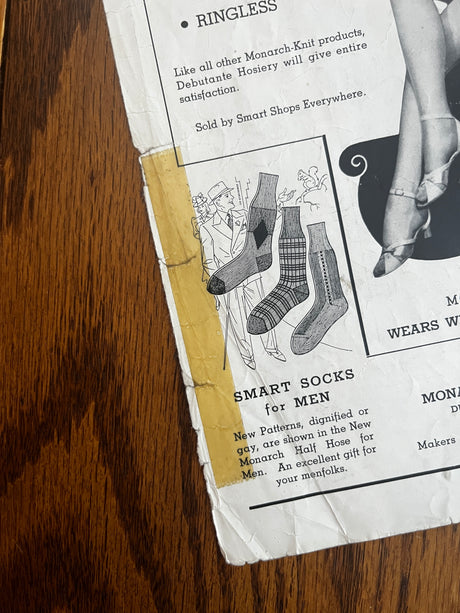 • RINGLESS
Like all other Monarch-Knit products,
Debutante Hosiery will give entire
satisfaction.
Sold by Smart Shops Everywhere.
WEARS
SMART SOCKS
for MEN
New Patterns, dignified or
gay, are shown in the New
Monarch Half Hose for
Men. An excellent gift for
your menfolks.
Makers